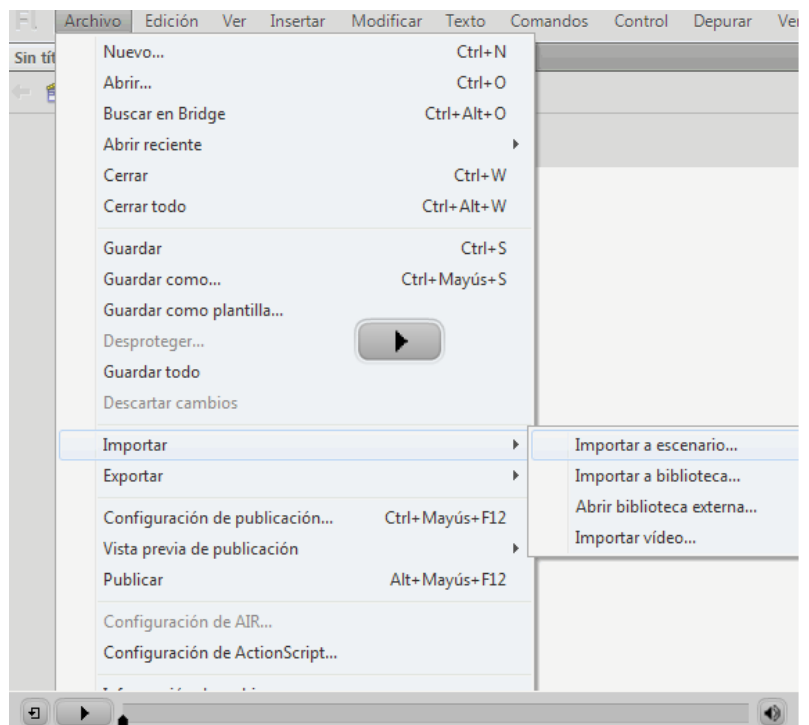 FL Archivo Edición Ver Insertar Modificar Texto Comandos Control Depurar
Sin tít
Nuevo... Ctrl+N
Abrir... Ctrl+O
Buscar en Bridge Ctrl+Alt+O
Abrir reciente
Cerrar Ctrl+W
Cerrar todo Ctrl+Alt+W
Guardar Ctrl+S
Guardar como... Ctrl+Mayús+S
Guardar como plantilla...
Desproteger...
Guardar todo
Descartar cambios
Importar
Exportar
Importar a escenario...
Importar a biblioteca...
Abrir biblioteca externa...
Importar vídeo...
Configuración de publicación... Ctrl+Mayús+F12
Vista previa de publicación
Publicar Alt+Mayús+F12
Configuración de AIR...
Configuración de ActionScript...